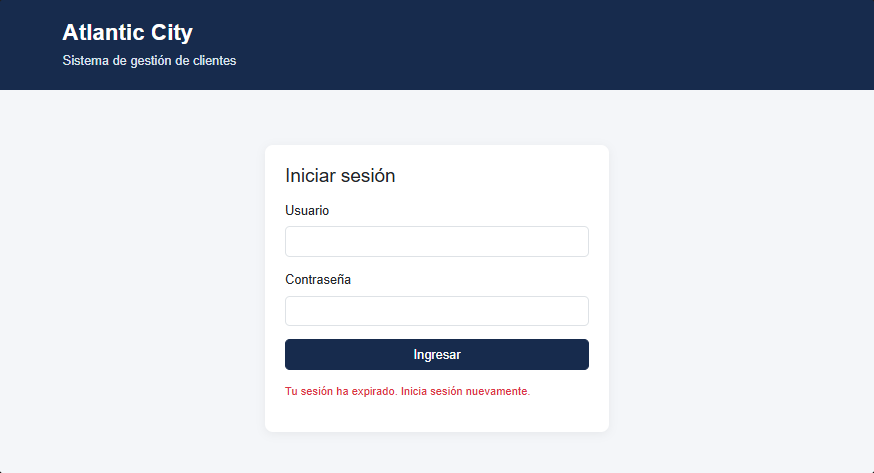 Atlantic City
Sistema de gestión de clientes
Iniciar sesión
Usuario
Contraseña
Ingresar
Tu sesión ha expirado. Inicia sesión nuevamente.